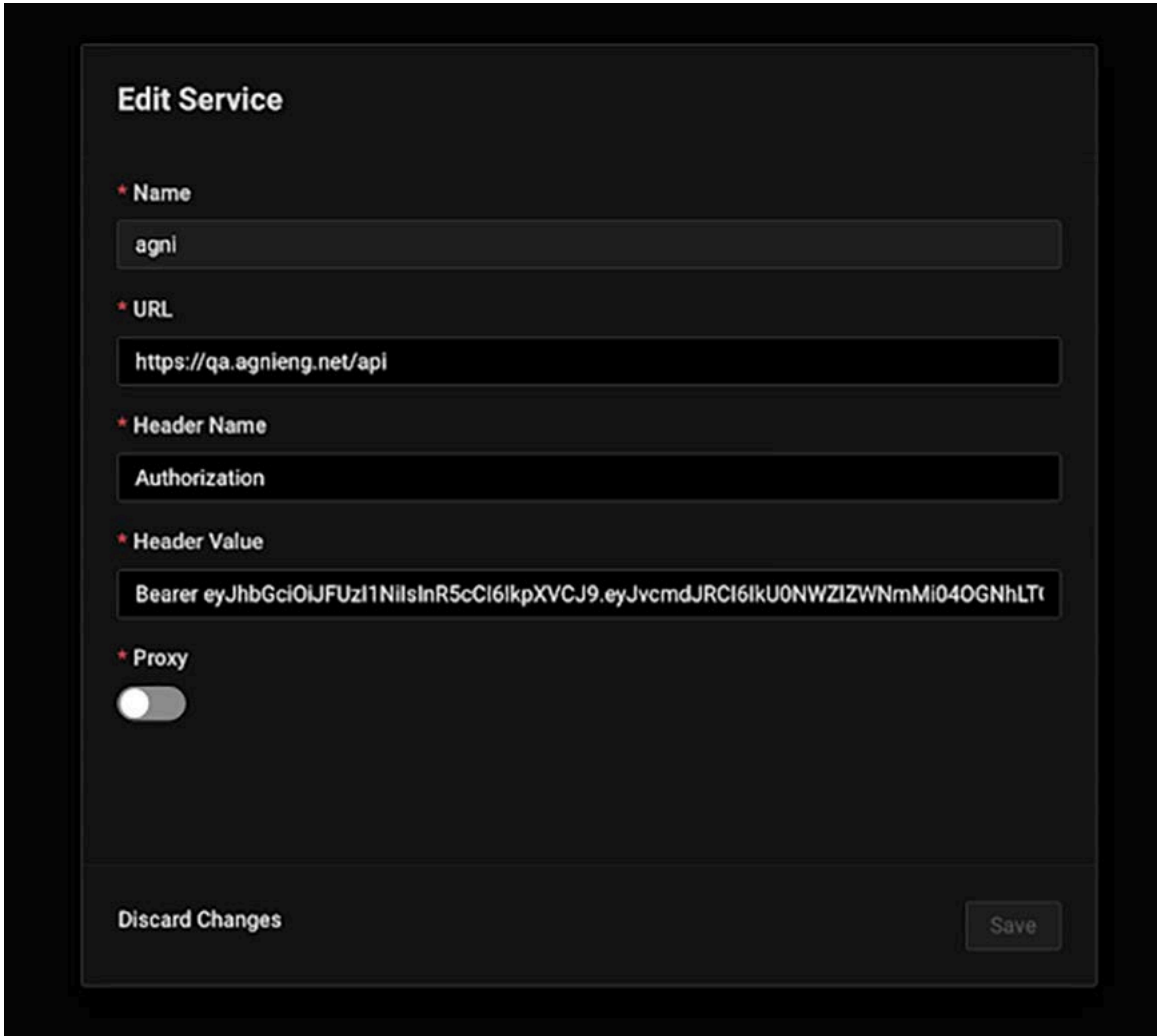 Edit Service
* Name
agni
* URL
https://qa.agnieng.net/api
* Header Name
Authorization
* Header Value
Bearer eyJhbGciOiJFUzI1NiIsInR5cCI6IkpXVCJ9.eyJvcmdJRCI6IkU0NWZlZWNmMi04OGNhLT
* Proxy
Discard Changes
Save